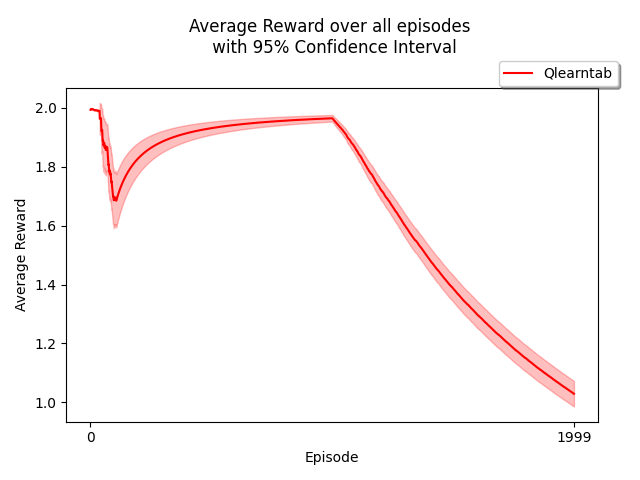 Average Reward over all episodes
with 95% Confidence Interval
Qlearntab
2.0
1.8
1.6
1.4
1.2
1.0
Average Reward
0
1999
Episode